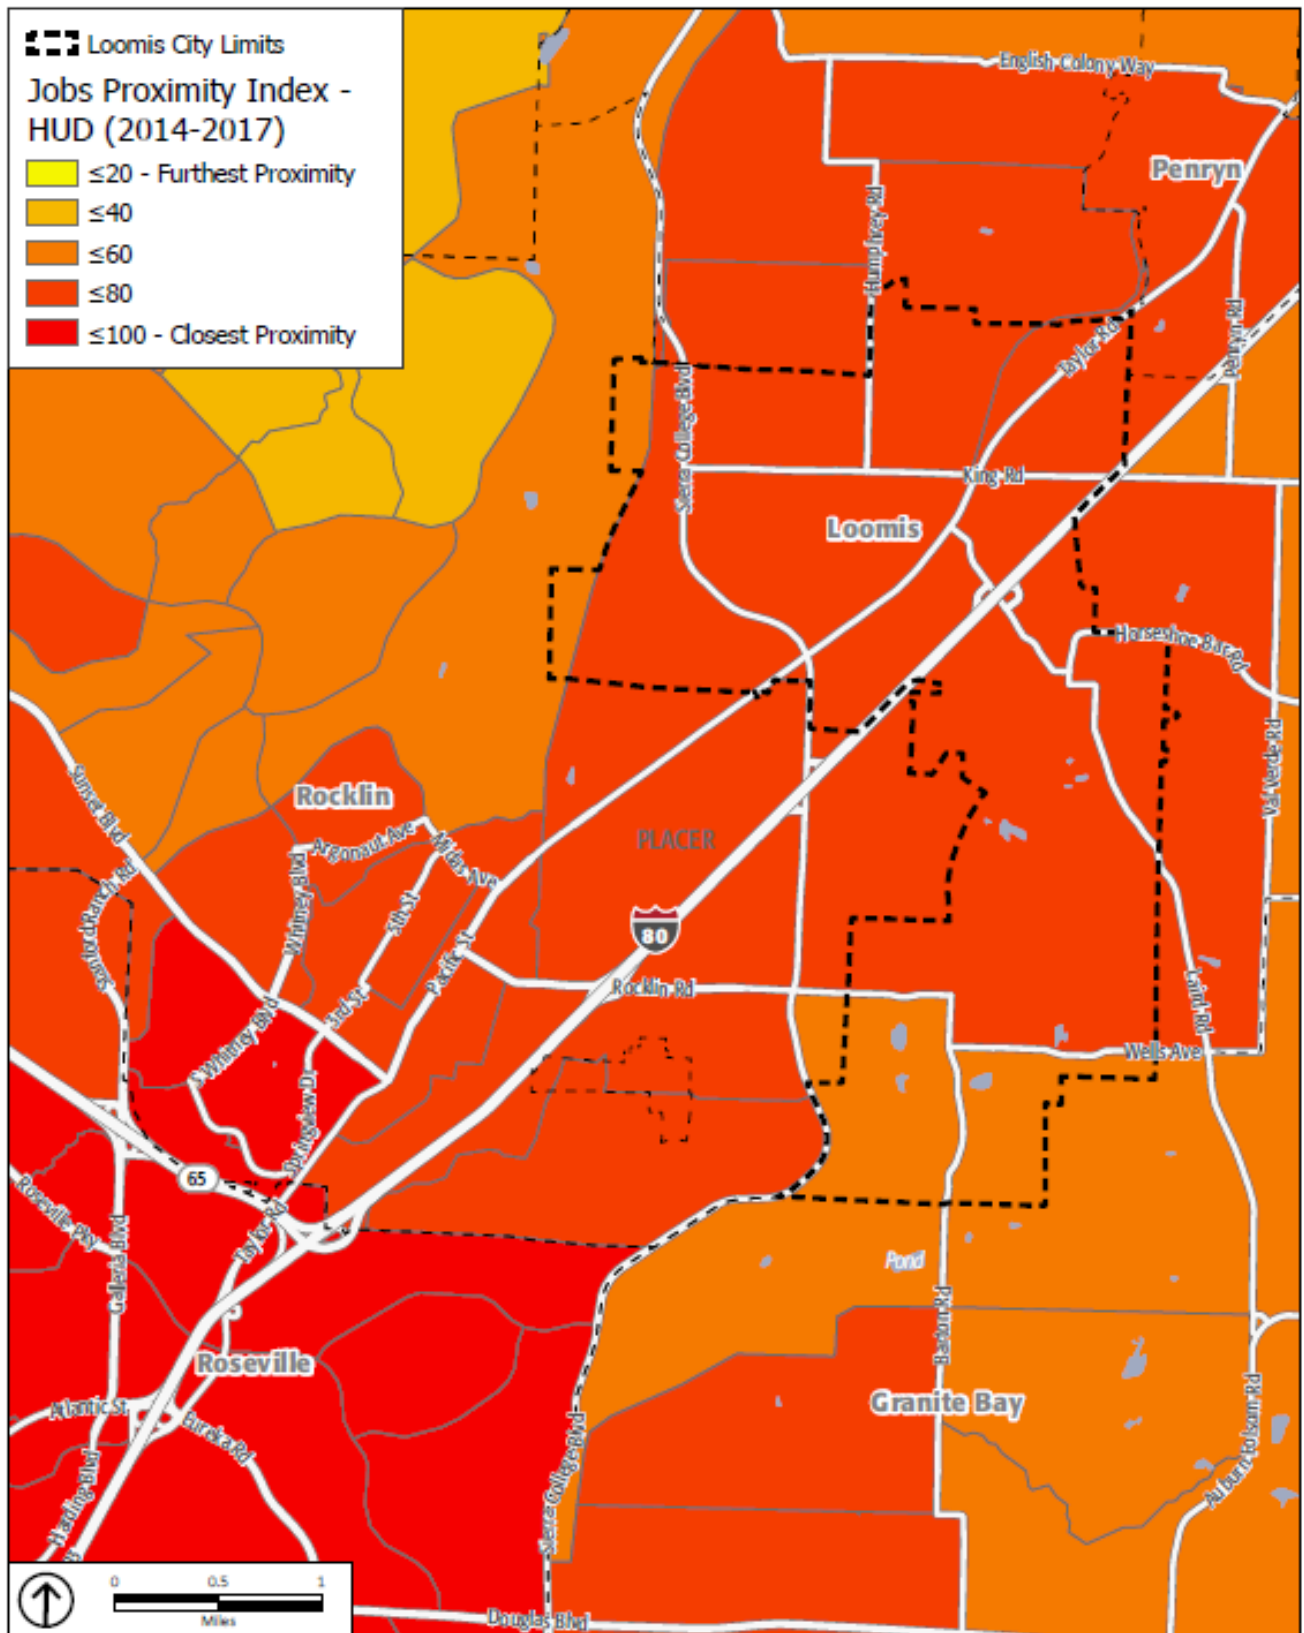 Loomis City Limits
Jobs Proximity Index -
HUD (2014-2017)
≤20 - Furthest Proximity
≤40
≤60
≤80
≤100 - Closest Proximity
English Colony Way
Penryn
Humphrey Rd
Taylor Rd
Penryn Rd
Sierra College Blvd
King Rd
Loomis
Horseshoe Bar Rd
Val Verde Rd
Sunset Blvd
Rocklin
Argonaut Ave
Midas Ave
PLACER
Stanford Ranch Rd
Whitney Blvd
5th St
80
Pacific St
Rocklin Rd
3rd St
Laird Rd
S Whitney Blvd
Wells Ave
Springview Dr
65
Roseville Pky
Galleria Blvd
Taylor Rd
Pond
Barton Rd
Roseville
Granite Bay
Atlantic St
Eureka Rd
Auburn Folsom Rd
Harding Blvd
Sierra College Blvd
0 0.5 1
Miles
Douglas Blvd